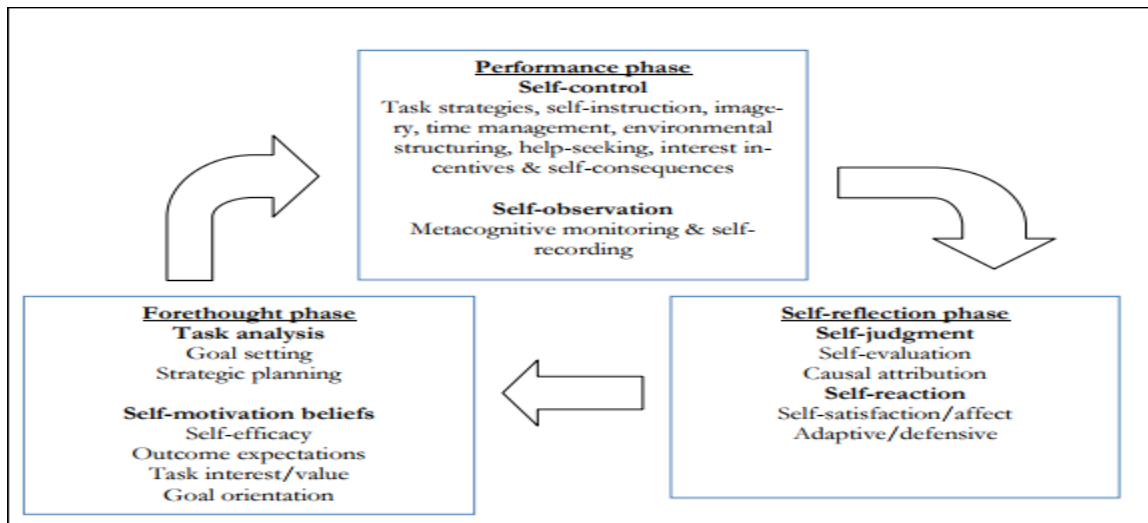 Performance phase
Self-control
Task strategies, self-instruction, image-
ry, time management, environmental
structuring, help-seeking, interest in-
centives & self-consequences
Self-observation
Metacognitive monitoring & self-
recording
Forethought phase
Task analysis
Goal setting
Strategic planning
Self-motivation beliefs
Self-efficacy
Outcome expectations
Task interest/value
Goal orientation
Self-reflection phase
Self-judgment
Self-evaluation
Causal attribution
Self-reaction
Self-satisfaction/affect
Adaptive/defensive